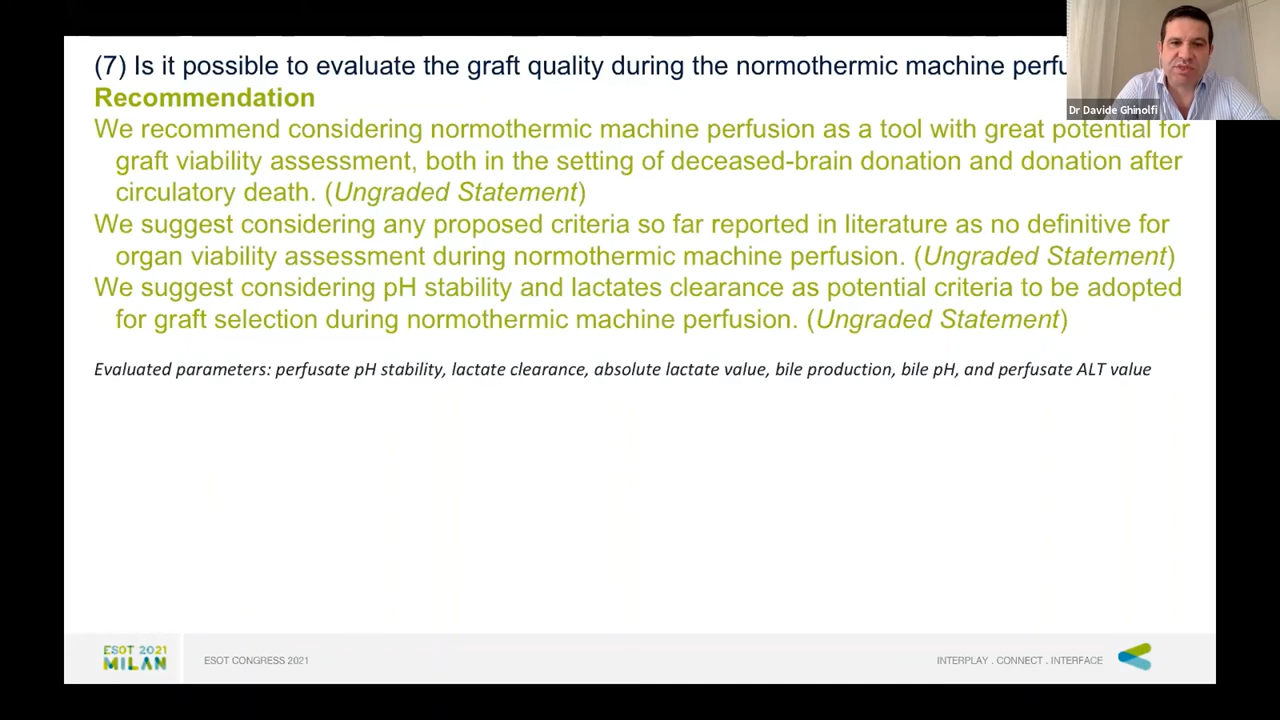 (7) Is it possible to evaluate the graft quality during the normothermic machine
Recommendation
We recommend considering normothermic machine perfusion as a tool with great potential for
graft viability assessment, both in the setting of deceased-brain donation and donation after
circulatory death. (Ungraded Statement)
We suggest considering any proposed criteria so far reported in literature as no definitive for
organ viability assessment during normothermic machine perfusion. (Ungraded Statement)
We suggest considering pH stability and lactates clearance as potential criteria to be adopted
for graft selection during normothermic machine perfusion. (Ungraded Statement)
Evaluated parameters: perfusate pH stability, lactate clearance, absolute lactate value, bile production, bile pH, and perfusate ALT value
Dr Davide Ghinolfi
ESOT 2021
MILAN
ESOT CONGRESS 2021
INTERPLAY . CONNECT . INTERFACE